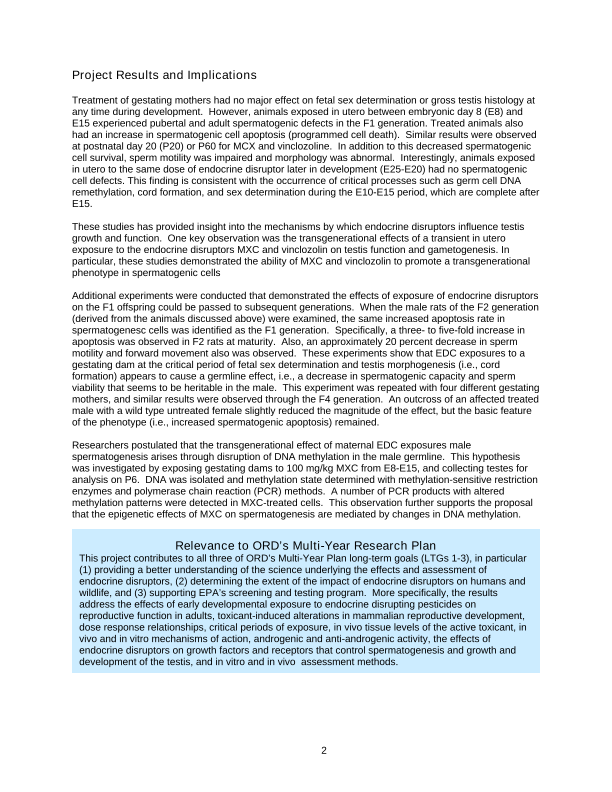 Project Results and Implications
Treatment of gestating mothers had no major effect on fetal sex determination or gross testis histology at
any time during development.  However, animals exposed in utero between embryonic day 8 (E8) and
E15 experienced pubertal and adult spermatogenic defects in the F1 generation. Treated animals also
had an increase in spermatogenic cell apoptosis (programmed cell death).  Similar results were observed
at postnatal day 20 (P20) or P60 for MCX and vinclozoline.  In addition to this decreased spermatogenic
cell survival, sperm motility was impaired and morphology was abnormal.  Interestingly, animals exposed
in utero to the same dose of endocrine disruptor later in development (E25-E20) had no spermatogenic
cell defects. This finding is consistent with the occurrence of critical processes such as germ cell DNA
remethylation, cord formation, and sex determination during the E10-E15 period, which are complete after
E15.
These studies has provided insight into the mechanisms by which endocrine disruptors influence testis
growth and function.  One key observation was the transgenerational effects of a transient in utero
exposure to the endocrine disruptors MXC and vinclozolin on testis function and gametogenesis. In
particular, these studies demonstrated the ability of MXC and vinclozolin to promote a transgenerational
phenotype in spermatogenic cells
Additional experiments were conducted that demonstrated the effects of exposure of endocrine disruptors
on the F1 offspring could be passed to subsequent generations.  When the male rats of the F2 generation
(derived from the animals discussed above) were examined, the same increased apoptosis rate in
spermatogenesc cells was identified as the F1 generation.  Specifically, a three- to five-fold increase in
apoptosis was observed in F2 rats at maturity.  Also, an approximately 20 percent decrease in sperm
motility and forward movement also was observed.  These experiments show that EDC exposures to a
gestating dam at the critical period of fetal sex determination and testis morphogenesis (i.e., cord
formation) appears to cause a germline effect, i.e., a decrease in spermatogenic capacity and sperm
viability that seems to be heritable in the male.  This experiment was repeated with four different gestating
mothers, and similar results were observed through the F4 generation.  An outcross of an affected treated
male with a wild type untreated female slightly reduced the magnitude of the effect, but the basic feature
of the phenotype (i.e., increased spermatogenic apoptosis) remained.
Researchers postulated that the transgenerational effect of maternal EDC exposures male
spermatogenesis arises through disruption of DNA methylation in the male germline.  This hypothesis
was investigated by exposing gestating dams to 100 mg/kg MXC from E8-E15, and collecting testes for
analysis on P6.  DNA was isolated and methylation state determined with methylation-sensitive restriction
enzymes and polymerase chain reaction (PCR) methods.  A number of PCR products with altered
methylation patterns were detected in MXC-treated cells.  This observation further supports the proposal
that the epigenetic effects of MXC on spermatogenesis are mediated by changes in DNA methylation.
Relevance to ORD's Multi-Year Research Plan
This project contributes to all three of ORD's Multi-Year Plan long-term goals (LTGs 1-3), in particular
(1) providing a better understanding of the science underlying the effects and assessment of
endocrine disruptors, (2) determining the extent of the impact of endocrine disruptors on humans and
wildlife, and (3) supporting EPA's screening and testing program.  More specifically, the results
address the effects of early developmental exposure to endocrine disrupting pesticides on
reproductive function in adults, toxicant-induced alterations in mammalian reproductive development,
dose response relationships, critical periods of exposure, in vivo tissue levels of the active toxicant, in
vivo and in vitro mechanisms of action, androgenic and anti-androgenic activity, the effects of
endocrine disruptors on growth factors and receptors that control spermatogenesis and growth and
development of the testis, and in vitro and in vivo  assessment methods.
2